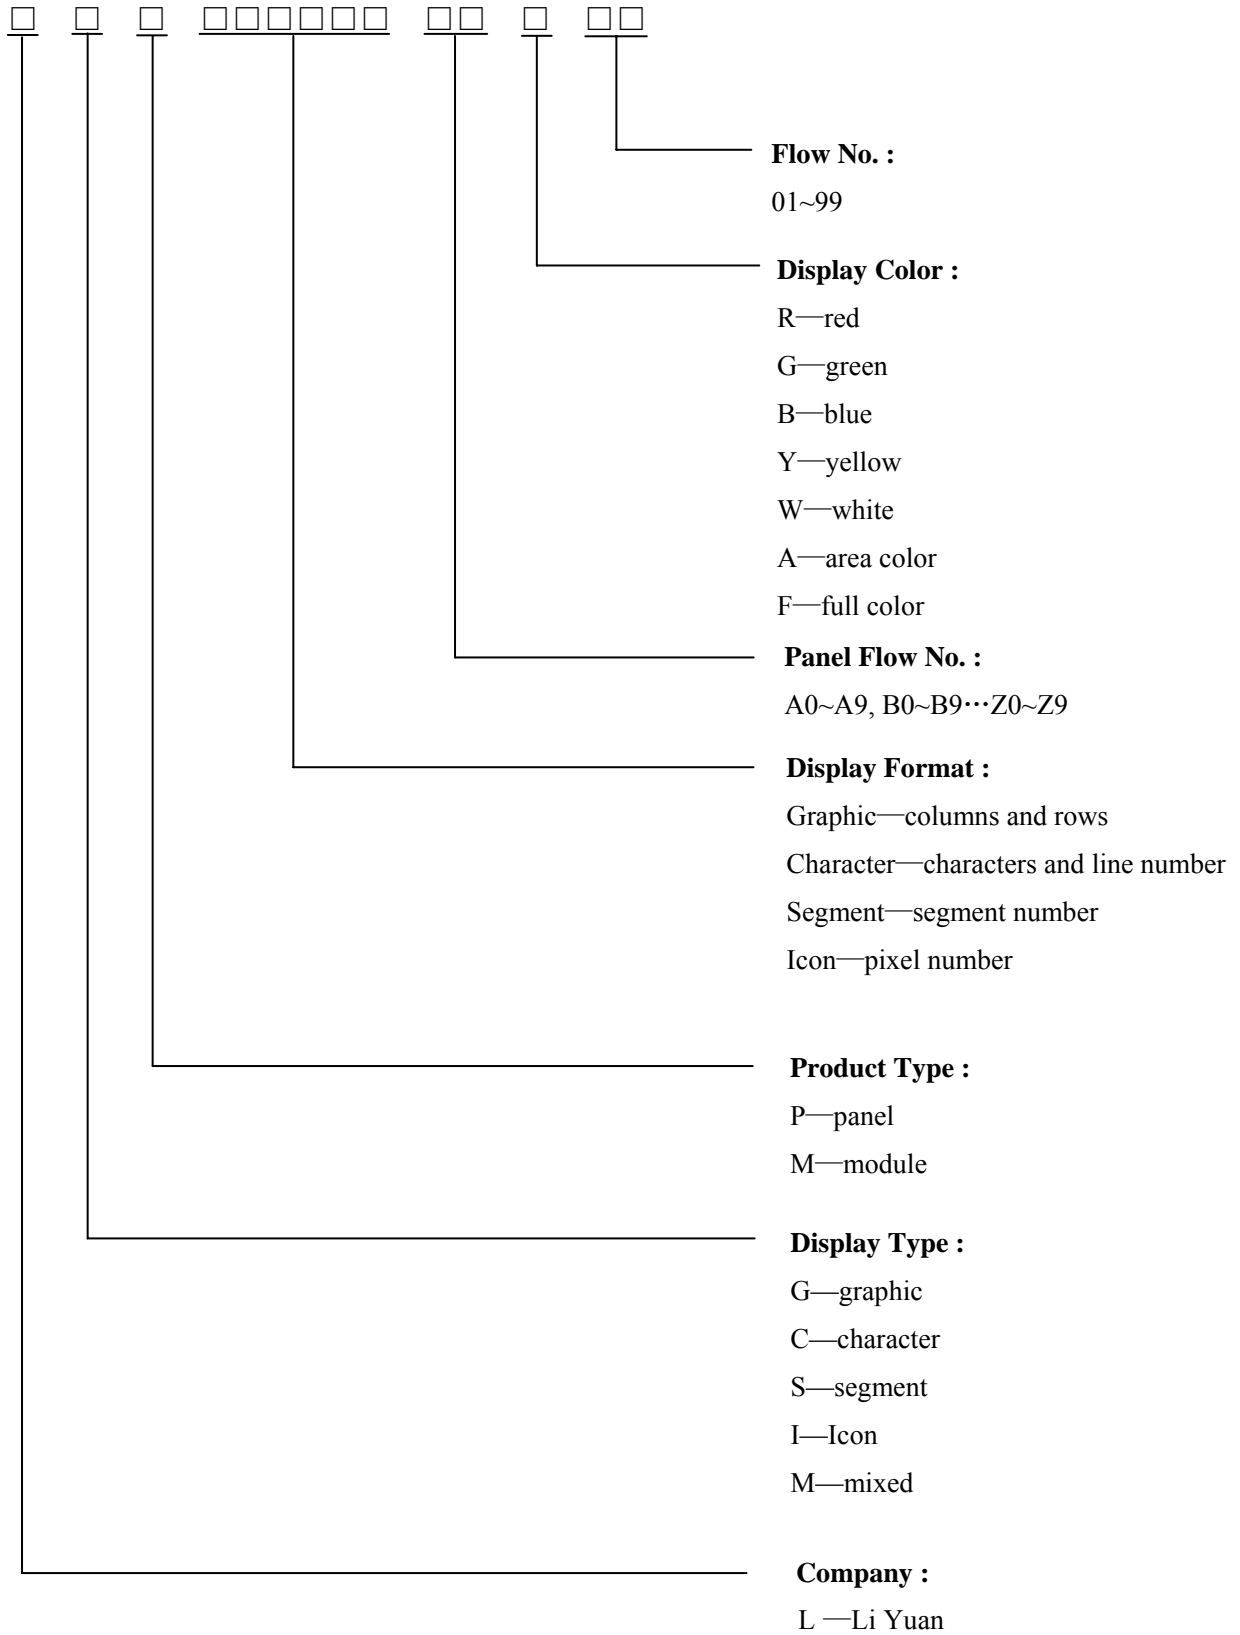 □ □ □ □□□□□□ □□ □ □□
Flow No. :
01~99
Display Color :
R—red
G—green
B—blue
Y—yellow
W—white
A—area color
F—full color
Panel Flow No. :
A0~A9, B0~B9⋯Z0~Z9
Display Format :
Graphic—columns and rows
Character—characters and line number
Segment—segment number
Icon—pixel number
Product Type :
P—panel
M—module
Display Type :
G—graphic
C—character
S—segment
I—Icon
M—mixed
Company :
L —Li Yuan